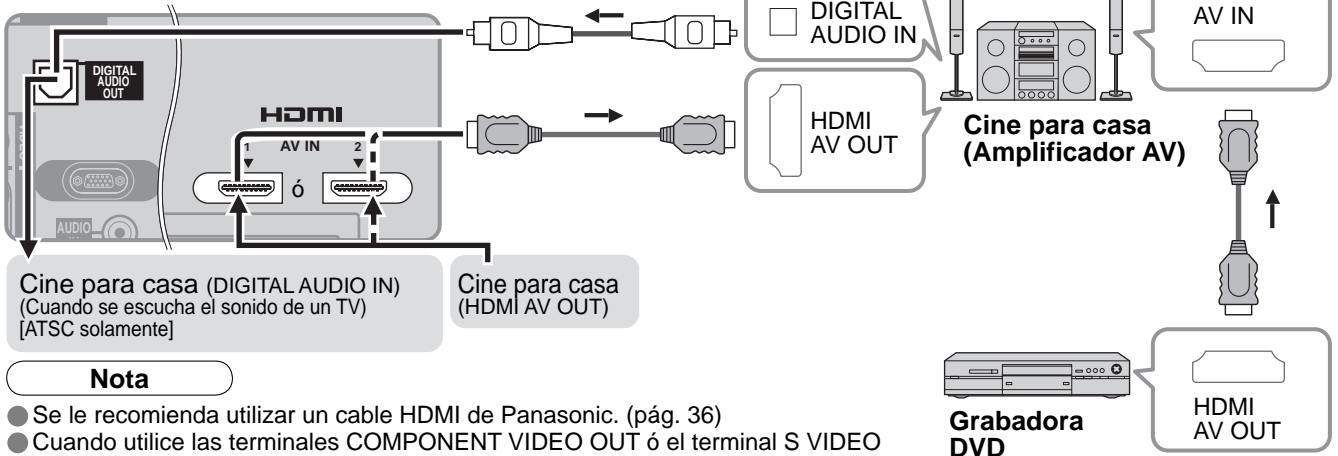 DIGITAL
AUDIO IN
AV IN
DIGITAL
AUDIO
OUT
HDMI
1 AV IN 2
ó
AUDIO
HDMI
AV OUT
Cine para casa
(Amplificador AV)
Cine para casa (DIGITAL AUDIO IN)
(Cuando se escucha el sonido de un TV)
[ATSC solamente]
Cine para casa
(HDMI AV OUT)
Nota
Se le recomienda utilizar un cable HDMI de Panasonic. (pág. 36)
Cuando utilice las terminales COMPONENT VIDEO OUT ó el terminal S VIDEO
Grabadora
DVD
HDMI
AV OUT